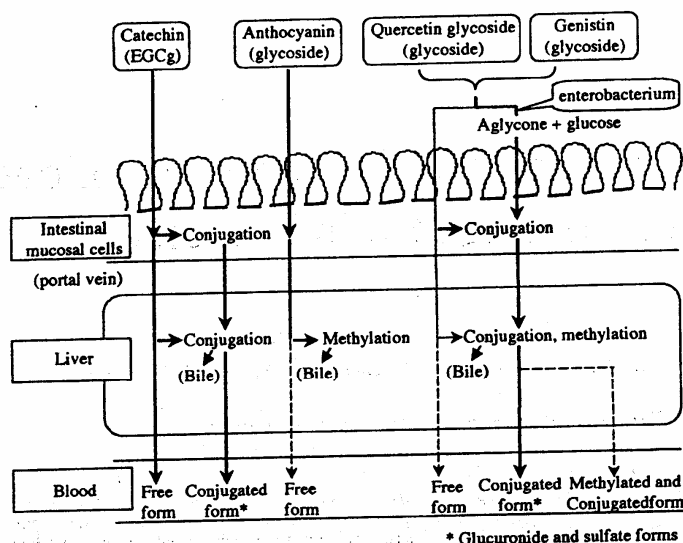 Catechin
(EGCg)
Anthocyanin
(glycoside)
Quercetin glycoside
(glycoside)
Genistin
(glycoside)
enterobacterium
Aglycone + glucose
Intestinal
mucosal cells
Conjugation
Conjugation
(portal vein)
Liver
Conjugation
Methylation
Conjugation, methylation
(Bile)
(Bile)
(Bile)
Blood
Free
form
Conjugated
form*
Free
form
Free
form
Conjugated
form*
Methylated and
Conjugatedform
* Glucuronide and sulfate forms